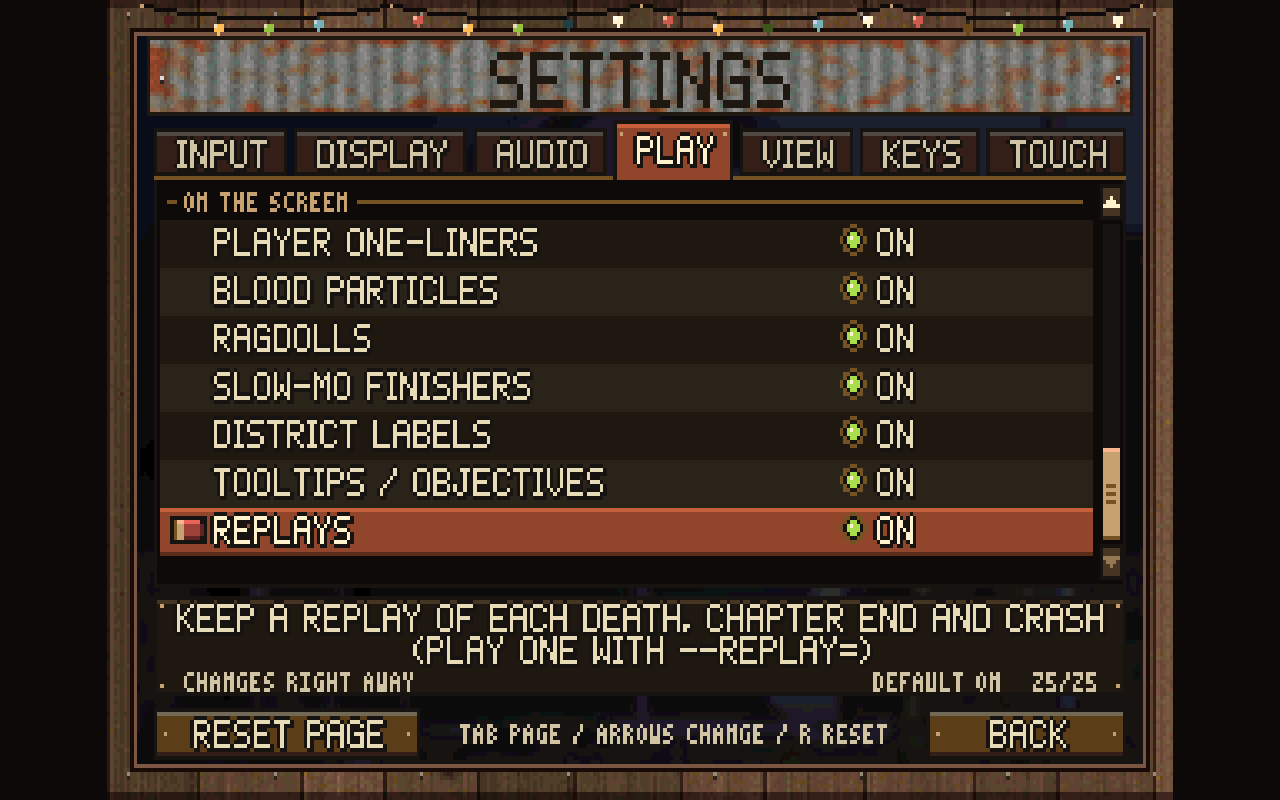 SETTINGS
INPUT DISPLAY AUDIO PLAY VIEW KEYS TOUCH
ON THE SCREEN
PLAYER ONE-LINERS ON
BLOOD PARTICLES ON
RAGDOLLS ON
SLOW-MO FINISHERS ON
DISTRICT LABELS ON
TOOLTIPS / OBJECTIVES ON
REPLAYS ON
KEEP A REPLAY OF EACH DEATH, CHAPTER END AND CRASH
(PLAY ONE WITH --REPLAY=)
CHANGES RIGHT AWAY DEFAULT ON 25/25
RESET PAGE TAB PAGE / ARROWS CHANGE / R RESET BACK